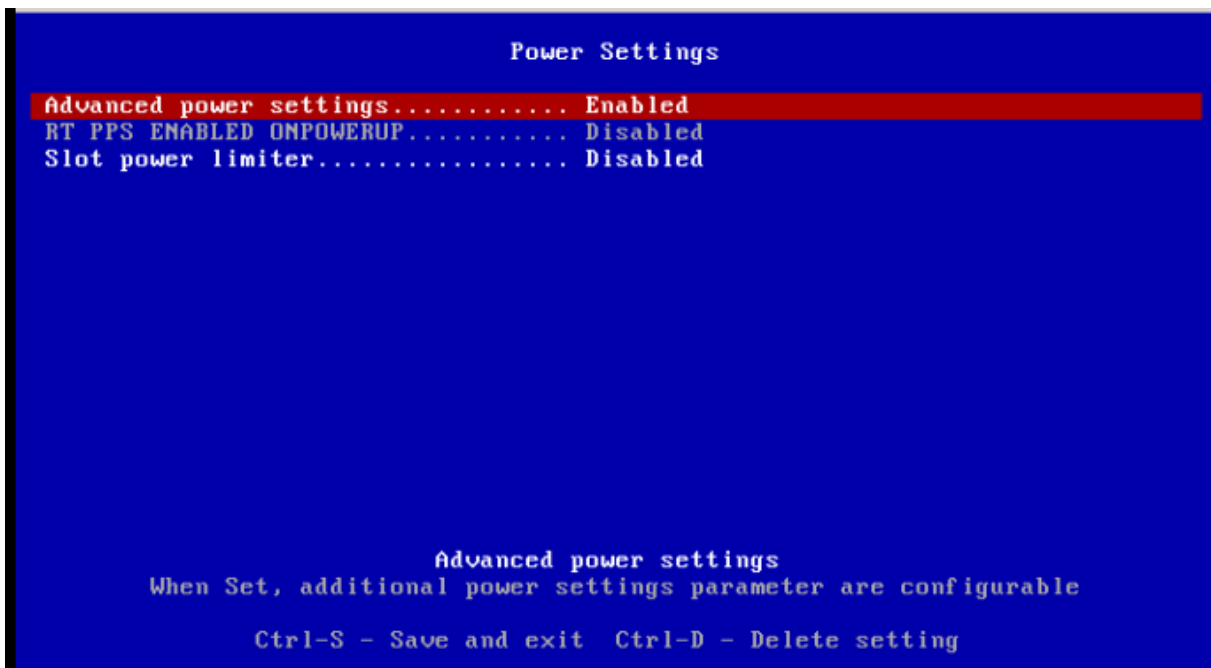 Power Settings
Advanced power settings............ Enabled
RT PPS ENABLED ONPOWERUP........... Disabled
Slot power limiter................. Disabled
Advanced power settings
When Set, additional power settings parameter are configurable
Ctrl-S - Save and exit  Ctrl-D - Delete setting